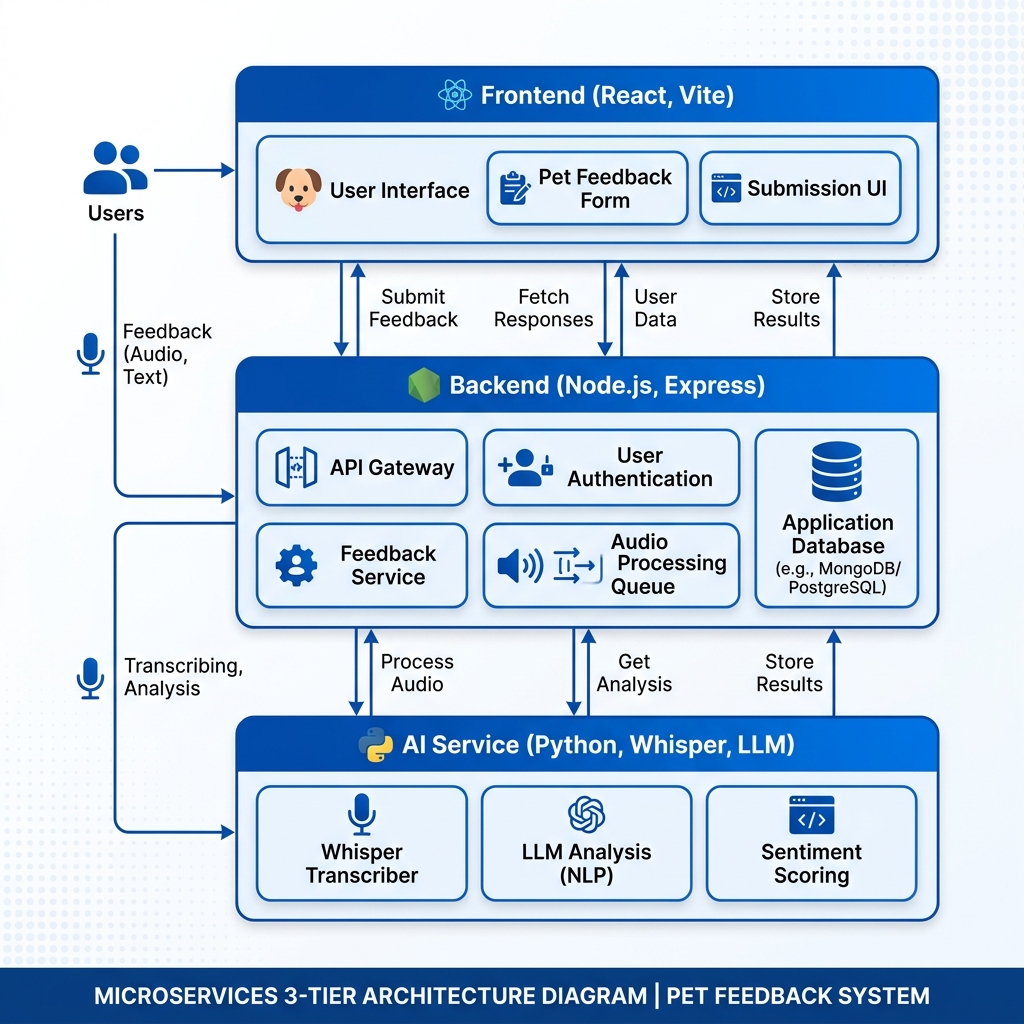 Frontend (React, Vite)
Users
User Interface
Pet Feedback
Form
</>
Submission UI
Submit
Feedback
Fetch
Responses
User
Data
Store
Results
Feedback
(Audio,
Text)
Backend (Node.js, Express)
API Gateway
User
Authentication
Feedback
Service
Audio
Processing
Queue
Application
Database
(e.g., MongoDB/
PostgreSQL)
Transcribing,
Analysis
Process
Audio
Get
Analysis
Store
Results
AI Service (Python, Whisper, LLM)
Whisper
Transcriber
LLM Analysis
(NLP)
</>
Sentiment
Scoring
MICROSERVICES 3-TIER ARCHITECTURE DIAGRAM | PET FEEDBACK SYSTEM